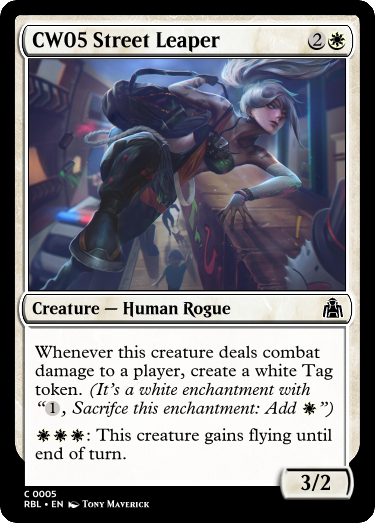 CW05 Street Leaper 2
Creature — Human Rogue
Whenever this creature deals combat
damage to a player, create a white Tag
token. (It's a white enchantment with
“1, Sacrifce this enchantment: Add ”)
: This creature gains flying until
end of turn.
3/2
C 0005
RBL • EN Tony Maverick